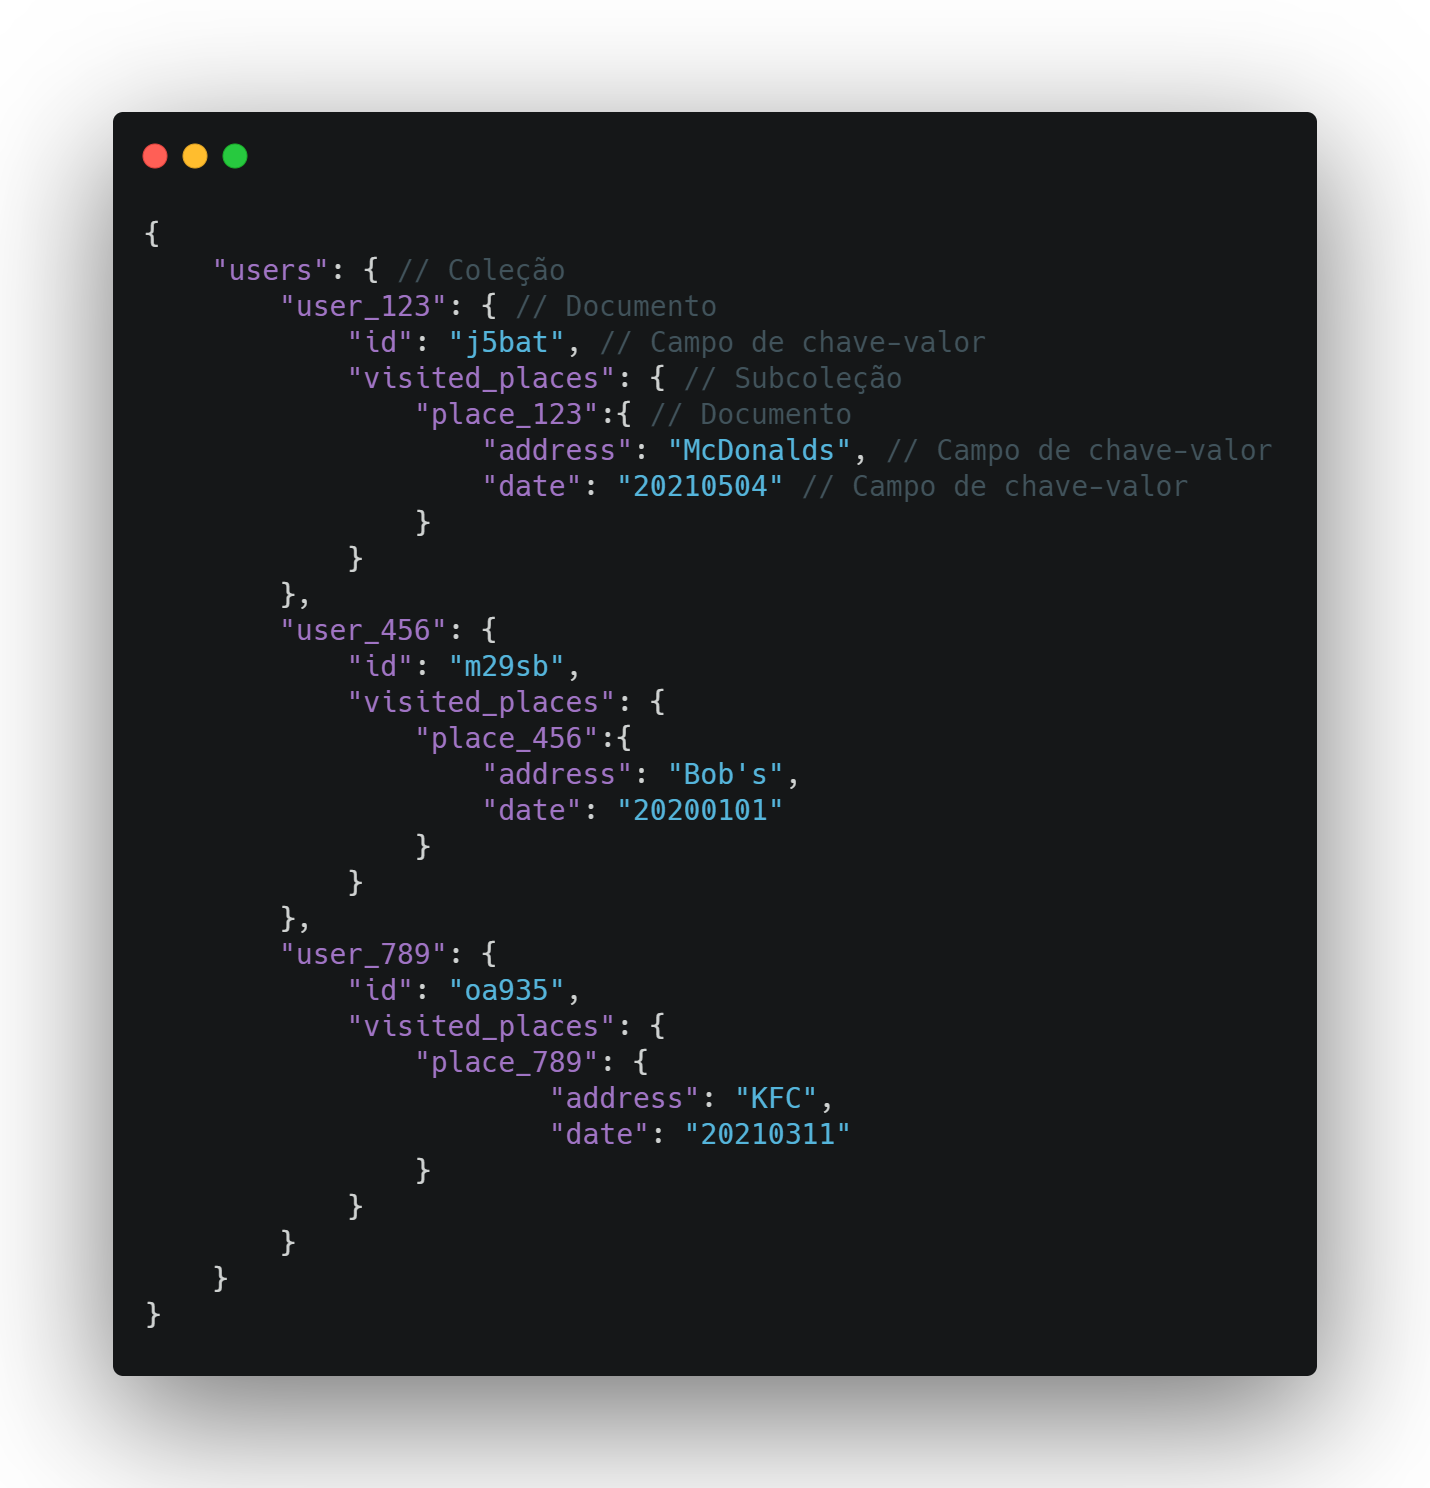 {
    "users": { // Coleção
        "user_123": { // Documento
            "id": "j5bat", // Campo de chave-valor
            "visited_places": { // Subcoleção
                "place_123":{ // Documento
                    "address": "McDonalds", // Campo de chave-valor
                    "date": "20210504" // Campo de chave-valor
                }
            }
        },
        "user_456": {
            "id": "m29sb",
            "visited_places": {
                "place_456":{
                    "address": "Bob's",
                    "date": "20200101"
                }
            }
        },
        "user_789": {
            "id": "oa935",
            "visited_places": {
                "place_789": {
                        "address": "KFC",
                        "date": "20210311"
                }
            }
        }
    }
}